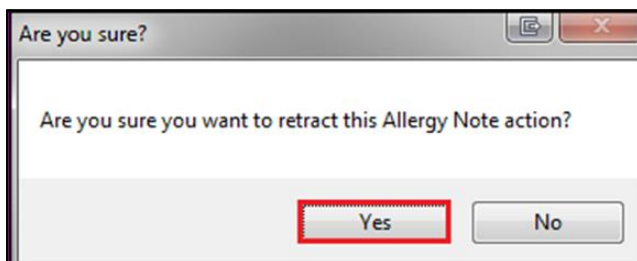 Are you sure?
Are you sure you want to retract this Allergy Note action?
Yes No